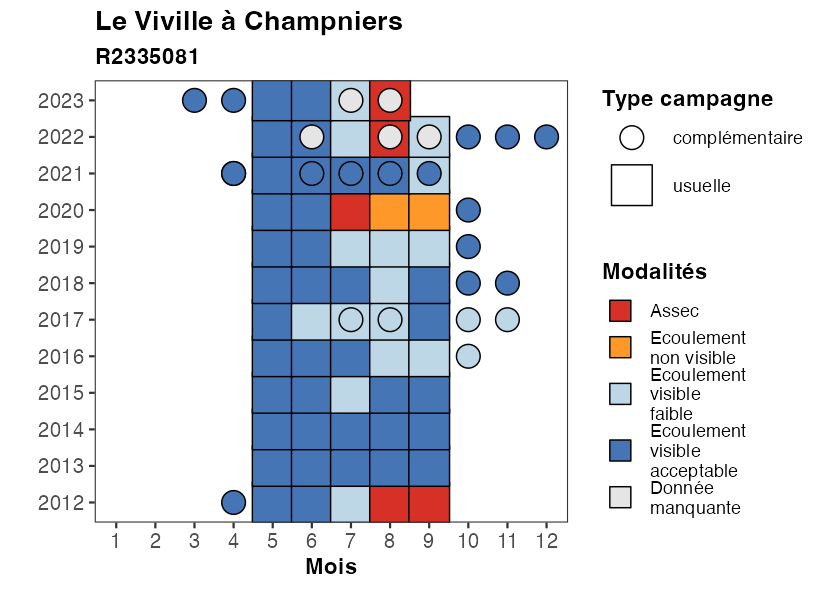 Le Viville à Champniers
R2335081
2023
2022
2021
2020
2019
2018
2017
2016
2015
2014
2013
2012
1 2 3 4 5 6 7 8 9 10 11 12
Mois
Type campagne
complémentaire
usuelle
Modalités
Assec
Ecoulement
non visible
Ecoulement
visible
faible
Ecoulement
visible
acceptable
Donnée
manquante